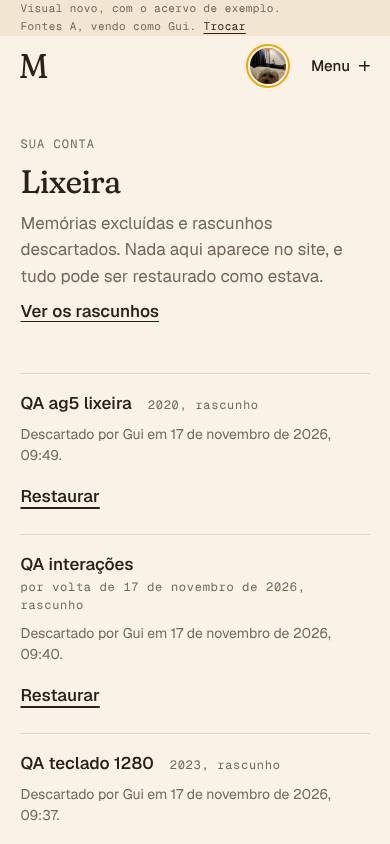 Visual novo, com o acervo de exemplo.
Fontes A, vendo como Gui. Trocar
M
Menu +
SUA CONTA
Lixeira
Memórias excluídas e rascunhos
descartados. Nada aqui aparece no site, e
tudo pode ser restaurado como estava.
Ver os rascunhos
QA ag5 lixeira 2020, rascunho
Descartado por Gui em 17 de novembro de 2026,
09:49.
Restaurar
QA interações
por volta de 17 de novembro de 2026,
rascunho
Descartado por Gui em 17 de novembro de 2026,
09:40.
Restaurar
QA teclado 1280 2023, rascunho
Descartado por Gui em 17 de novembro de 2026,
09:37.